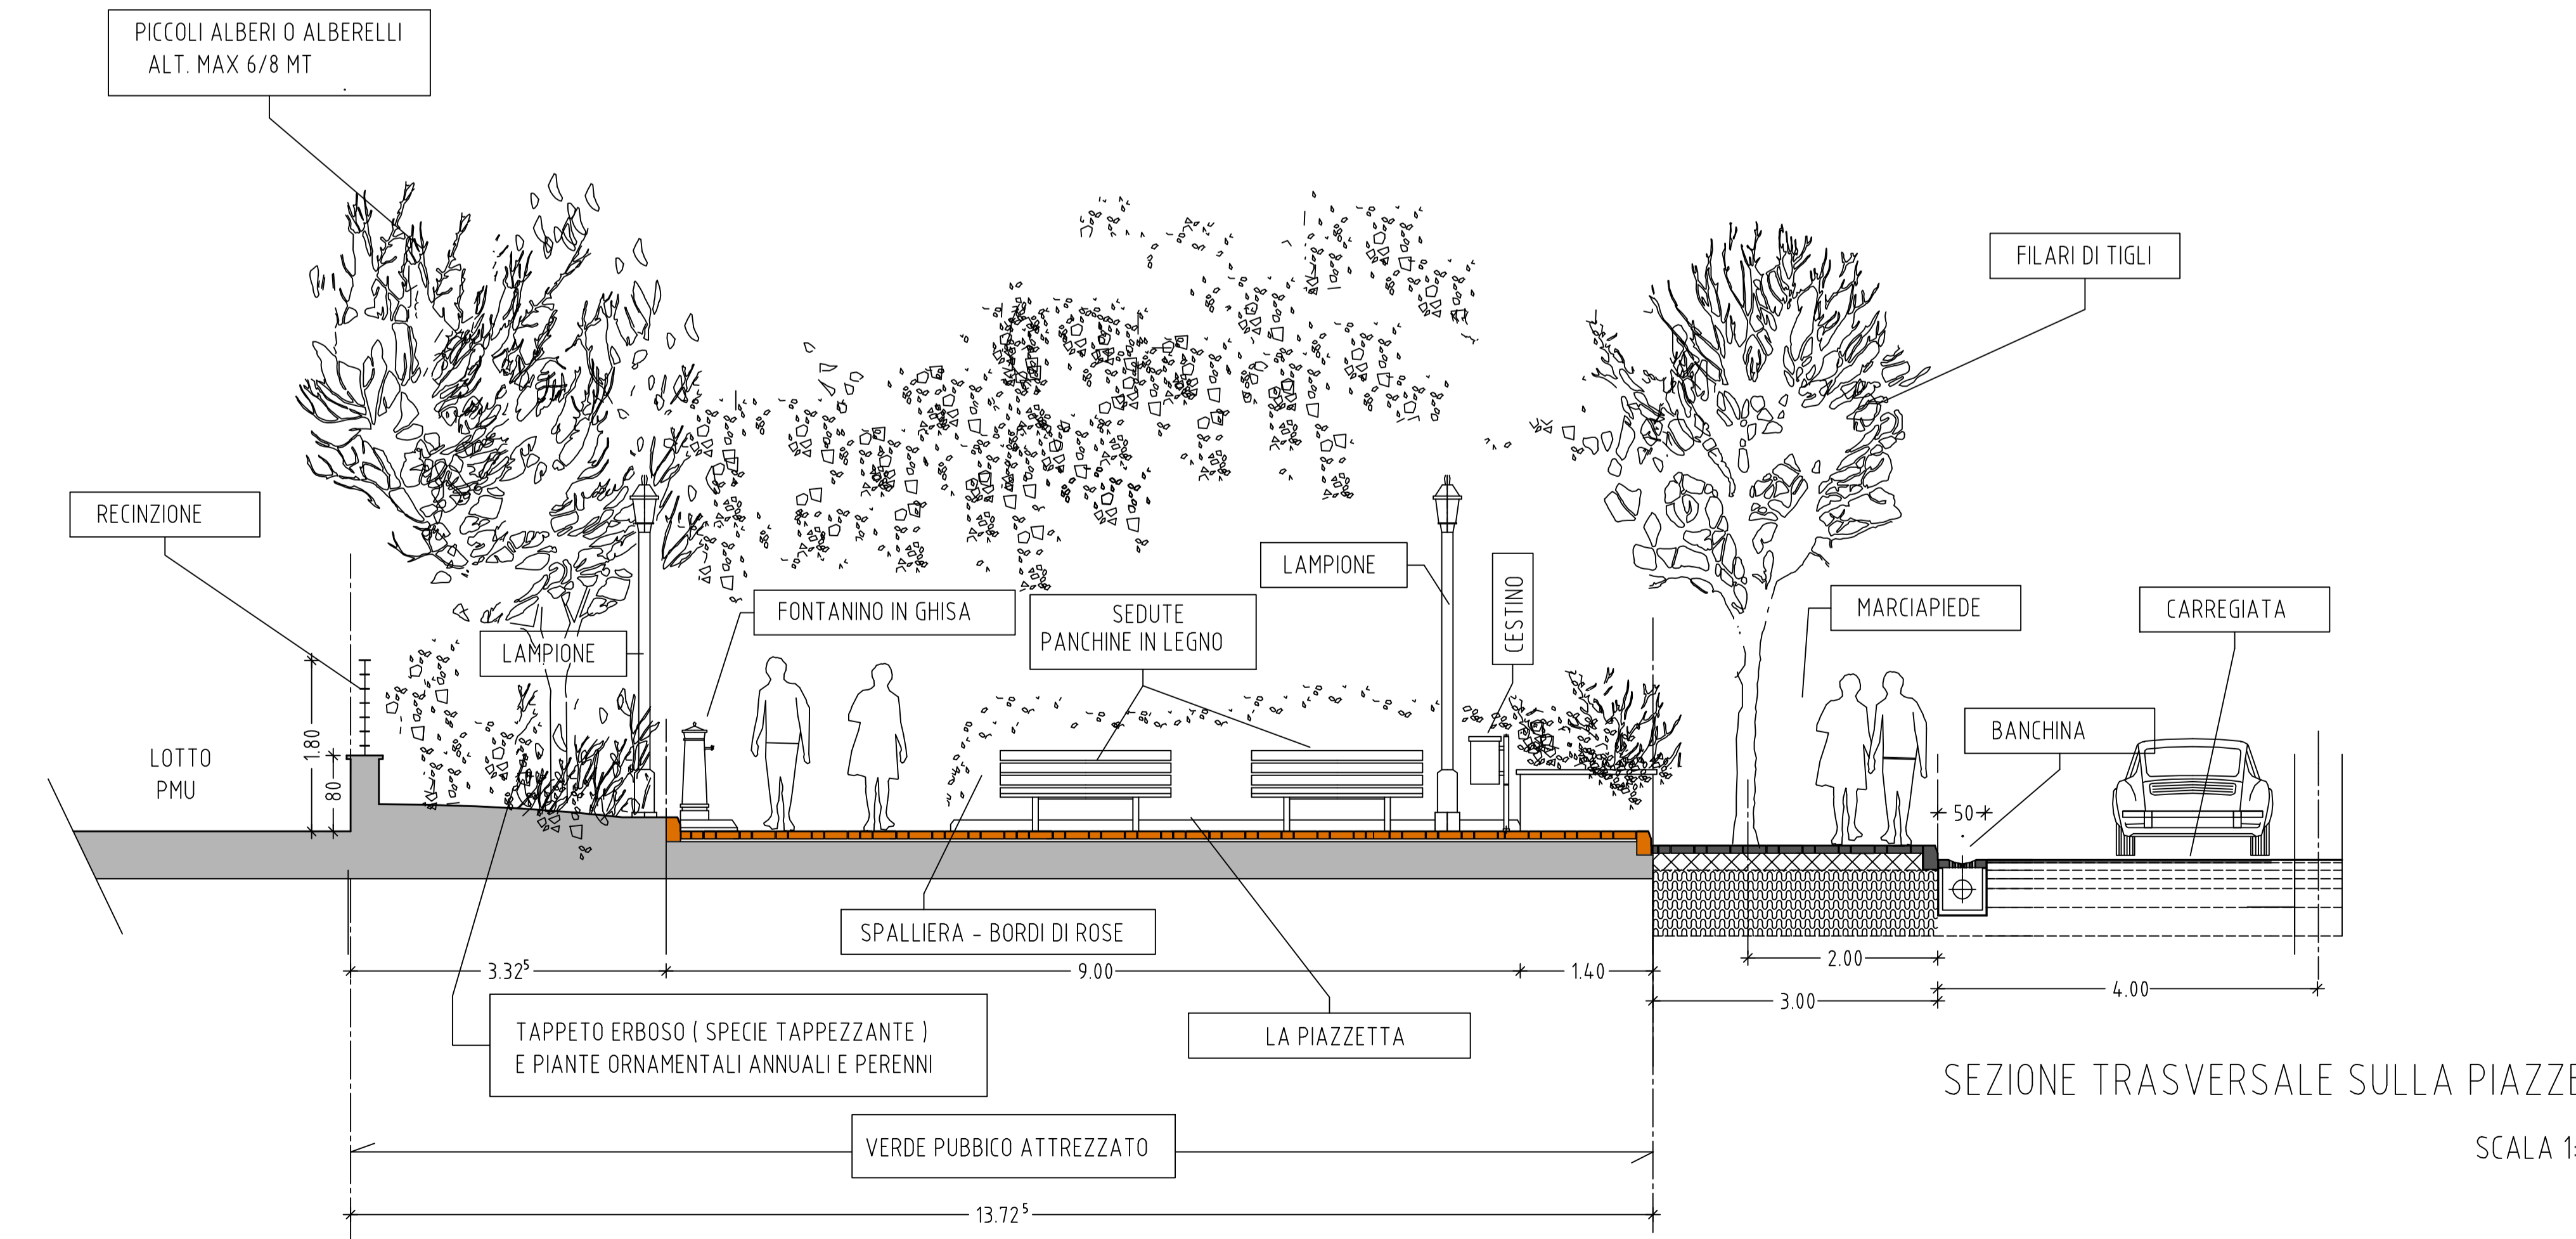 PICCOLI ALBERI O ALBERELLI
ALT. MAX 6/8 MT
FILARI DI TIGLI
RECINZIONE
LAMPIONE
CESTINO
FONTANINO IN GHISA
SEDUTE
PANCHINE IN LEGNO
MARCIAPIEDE
CARREGIATA
LAMPIONE
BANCHINA
LOTTO
PMU
1.80
80
50
SPALLIERA - BORDI DI ROSE
3.32⁵
9.00
1.40
2.00
4.00
3.00
TAPPETO ERBOSO ( SPECIE TAPPEZZANTE )
E PIANTE ORNAMENTALI ANNUALI E PERENNI
LA PIAZZETTA
SEZIONE TRASVERSALE SULLA PIAZZE
VERDE PUBBICO ATTREZZATO
SCALA 1:
13.72⁵